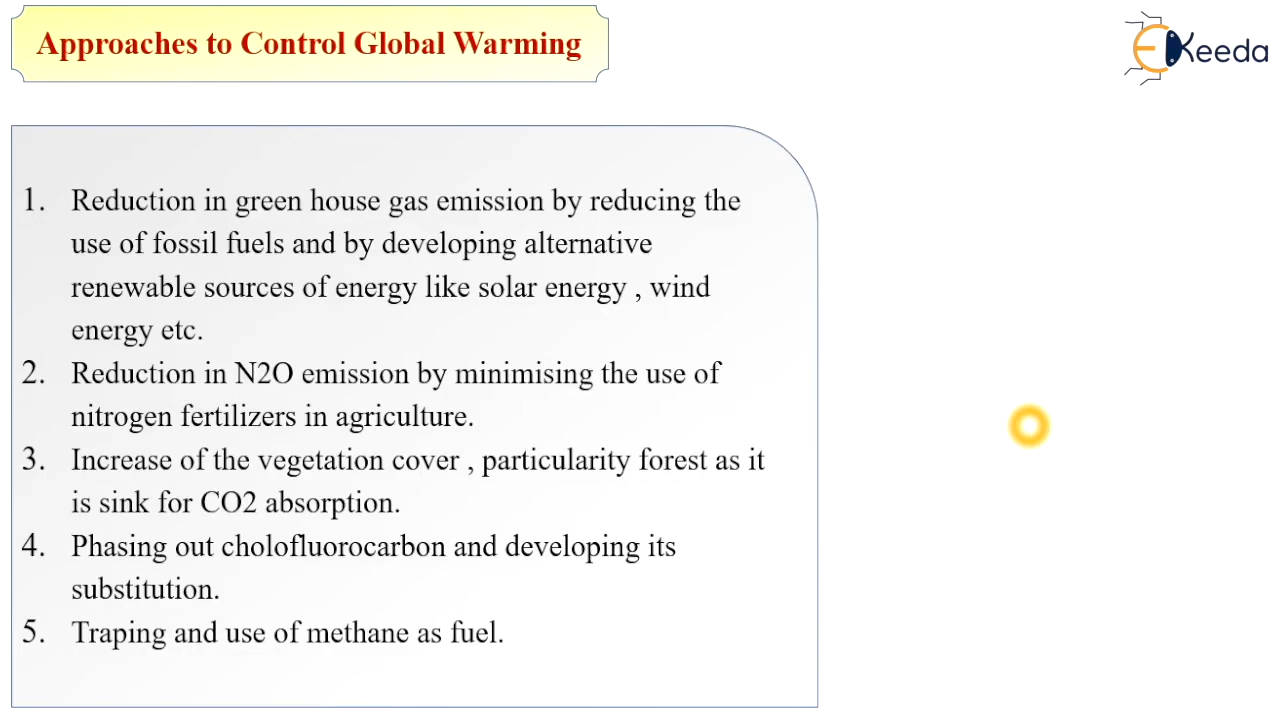 Approaches to Control Global Warming
EKeeda
1. Reduction in green house gas emission by reducing the
use of fossil fuels and by developing alternative
renewable sources of energy like solar energy , wind
energy etc.
2. Reduction in N2O emission by minimising the use of
nitrogen fertilizers in agriculture.
3. Increase of the vegetation cover , particularity forest as it
is sink for CO2 absorption.
4. Phasing out cholofluorocarbon and developing its
substitution.
5. Traping and use of methane as fuel.